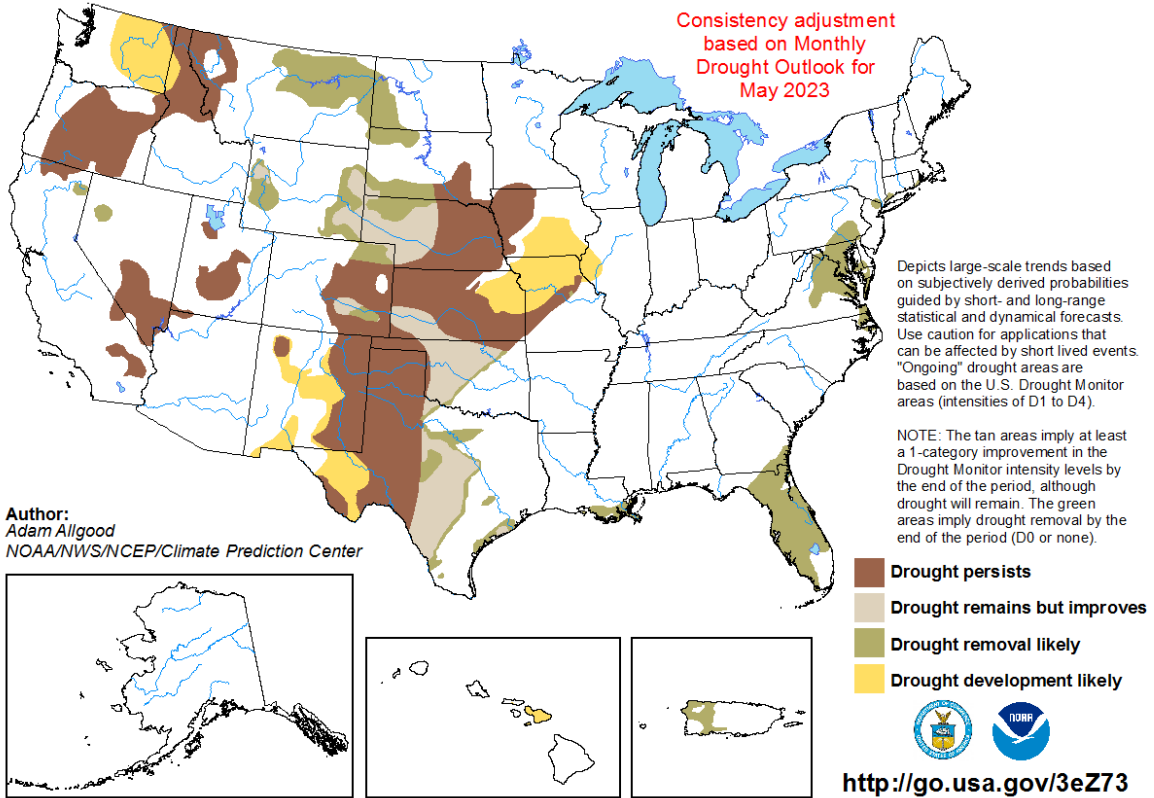 Consistency adjustment
based on Monthly
Drought Outlook for
May 2023
Depicts large-scale trends based
on subjectively derived probabilities
guided by short- and long-range
statistical and dynamical forecasts.
Use caution for applications that
can be affected by short lived events.
"Ongoing" drought areas are
based on the U.S. Drought Monitor
areas (intensities of D1 to D4).
NOTE: The tan areas imply at least
a 1-category improvement in the
Drought Monitor intensity levels by
the end of the period, although
drought will remain. The green
areas imply drought removal by the
end of the period (D0 or none).
Author:
Adam Allgood
NOAA/NWS/NCEP/Climate Prediction Center
Drought persists
Drought remains but improves
Drought removal likely
Drought development likely
NOAA
http://go.usa.gov/3eZ73